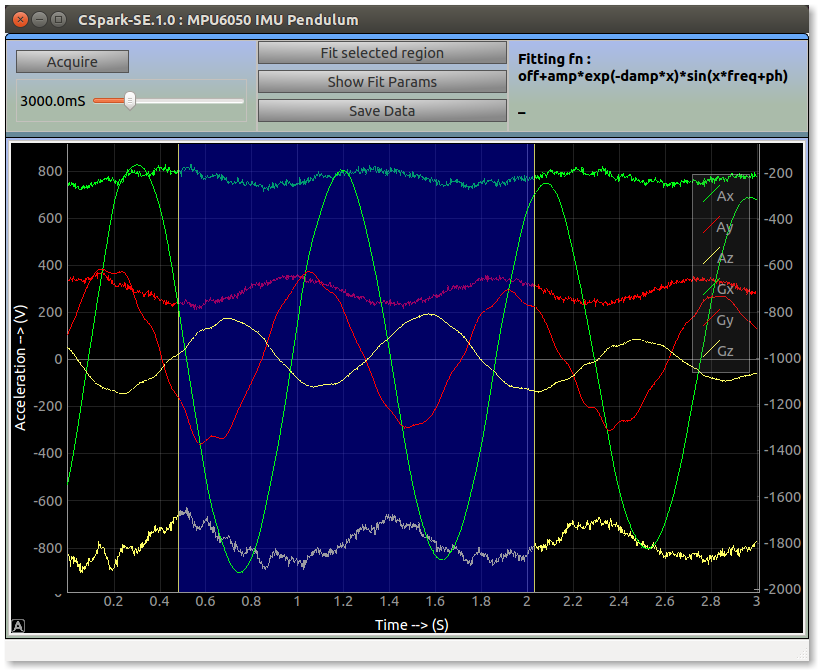 CSpark-SE.1.0 : MPU6050 IMU Pendulum
Acquire
3000.0mS
Fit selected region
Show Fit Params
Save Data
Fitting fn :
off+amp*exp(-damp*x)*sin(x*freq+ph)
_
Acceleration --> (V)
800
600
400
200
0
-200
-400
-600
-800
-200
-400
-600
-800
-1000
-1200
-1400
-1600
-1800
-2000
Ax
Ay
Az
Gx
Gy
Gz
0.2 0.4 0.6 0.8 1 1.2 1.4 1.6 1.8 2 2.2 2.4 2.6 2.8 3
A
Time --> (S)